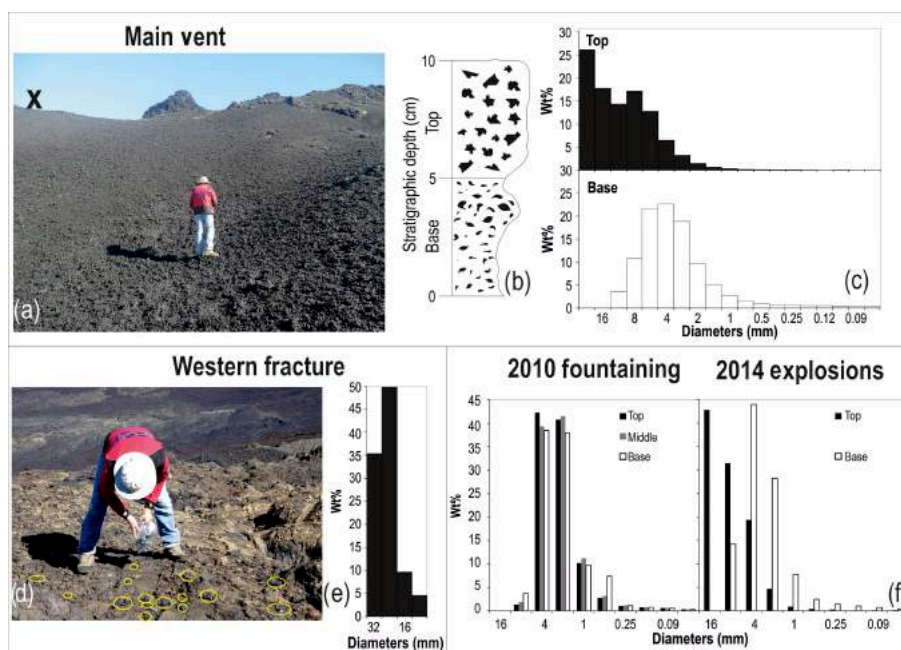 Main vent
X
(a)
10
5
0
Stratigraphic depth (cm)
Base Top
(b)
30
25
20
15
10
5
30
Wt%
Top
25
20
15
10
5
0
Wt%
Base
16 8 4 2 1 0.5 0.25 0.12 0.09
Diameters (mm)
(c)
Western fracture
(d)
50
45
40
35
30
25
20
15
10
5
0
Wt%
32 16
Diameters (mm)
(e)
2010 fountaining
45
40
35
30
25
20
15
10
5
0
Wt%
Top
Middle
Base
16 4 1 0.25 0.09
Diameters (mm)
2014 explosions
Top
Base
16 4 1 0.25 0.09
Diameters (mm)
(f)